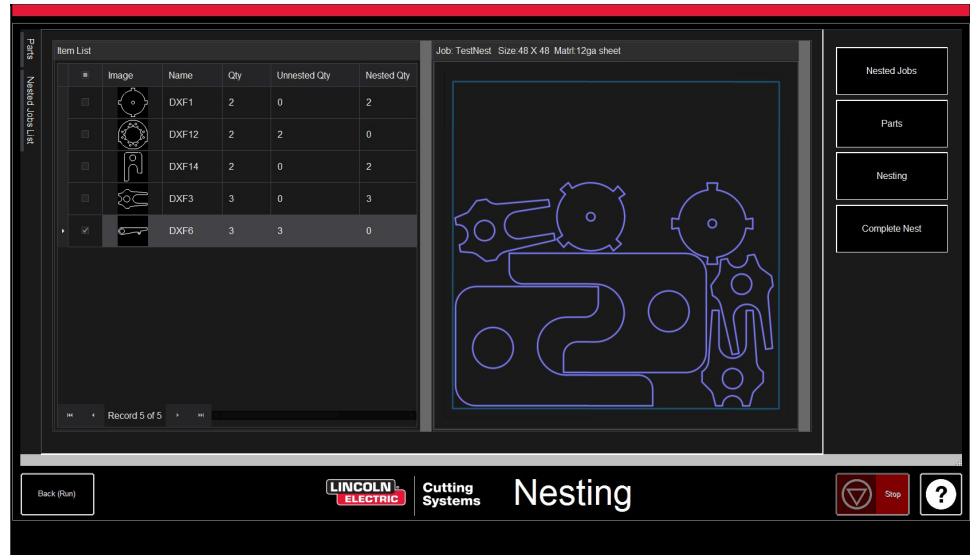 Parts
Nested Jobs List
Item List
Image Name Qty Unnested Qty Nested Qty
DXF1 2 0 2
DXF12 2 2 0
DXF14 2 0 2
DXF3 3 0 3
DXF6 3 3 0
Record 5 of 5
Job: TestNest Size:48 X 48 Matrl:12ga sheet
Nested Jobs
Parts
Nesting
Complete Nest
Back (Run)
LINCOLN
ELECTRIC
Cutting
Systems
Nesting
Stop
?